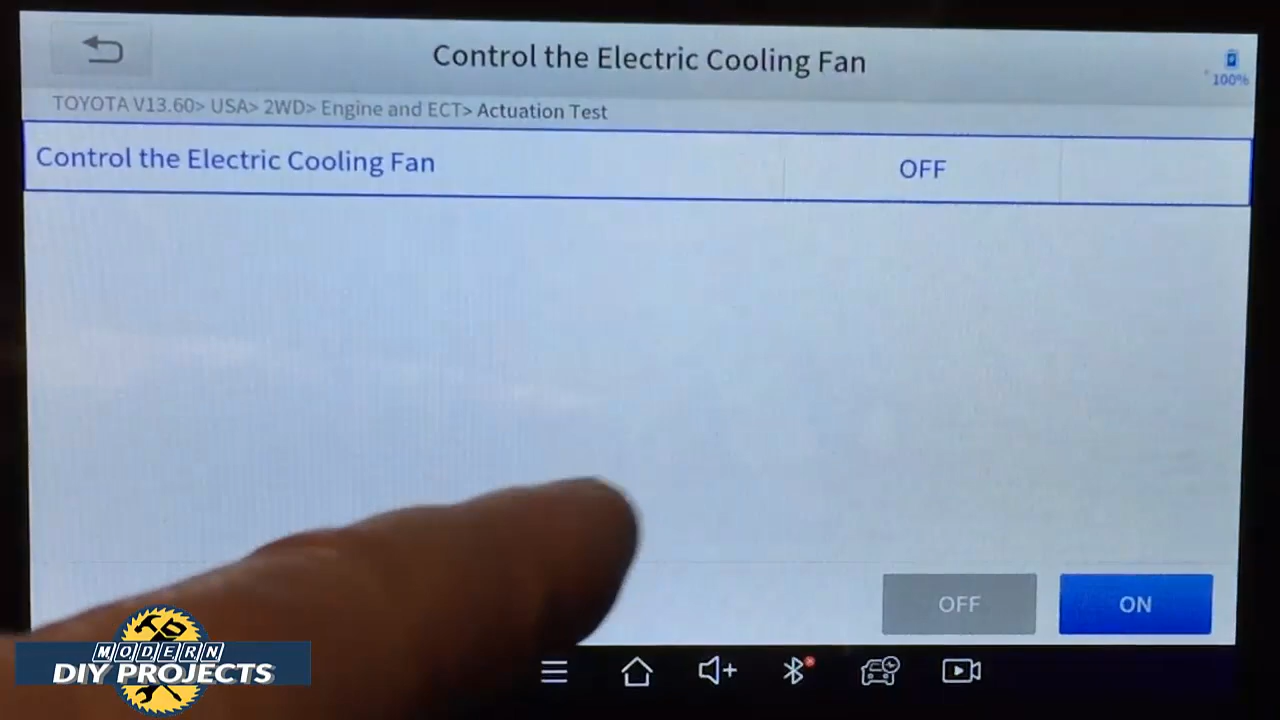 Control the Electric Cooling Fan
100%
TOYOTA V13.60> USA> 2WD> Engine and ECT> Actuation Test
Control the Electric Cooling Fan OFF
OFF ON
MODERN
DIY PROJECTS